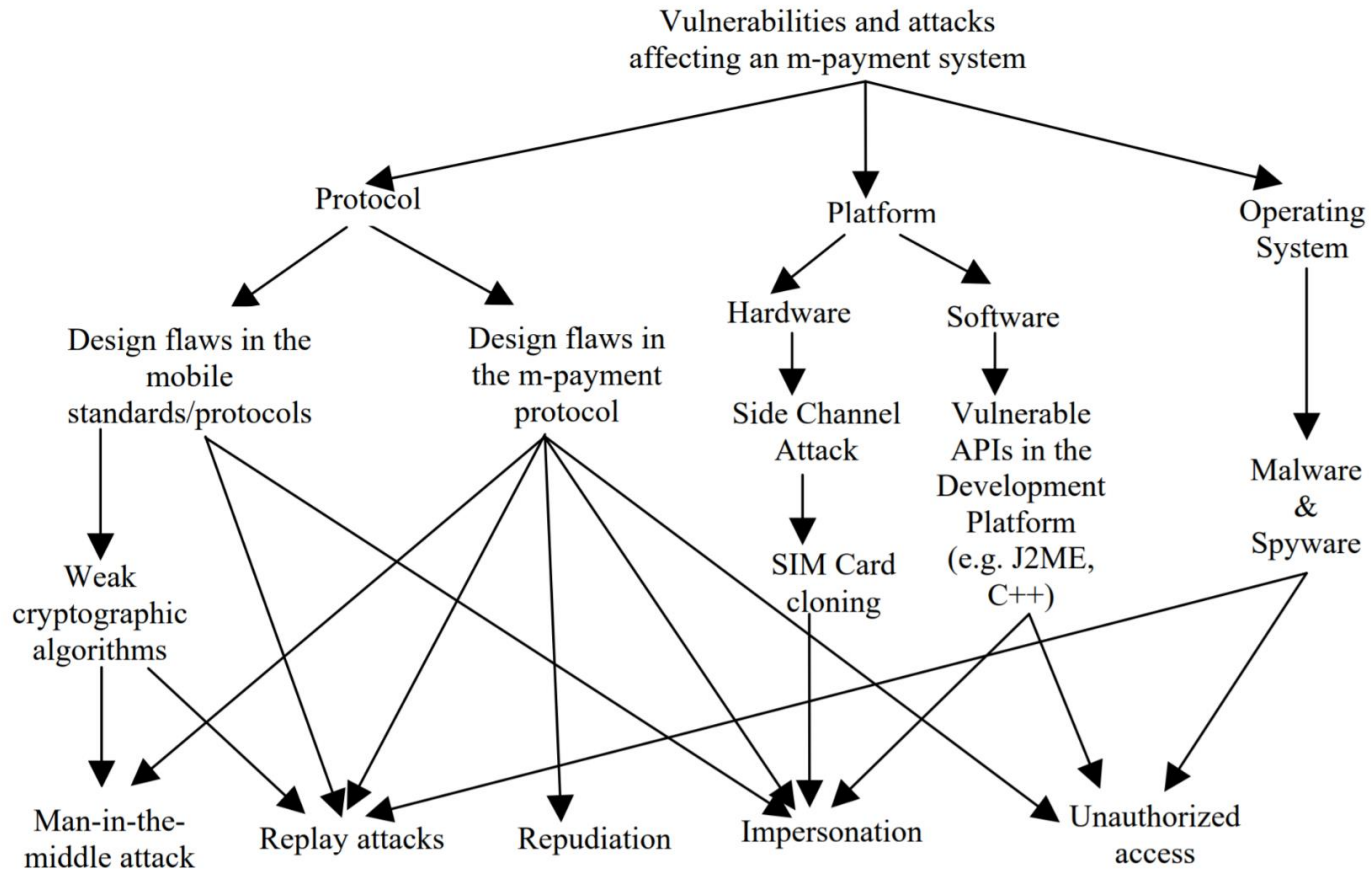 Vulnerabilities and attacks
affecting an m-payment system
Protocol
Platform
Operating
System
Hardware
Software
Design flaws in the
mobile
standards/protocols
Design flaws in
the m-payment
protocol
Side Channel
Attack
Vulnerable
APIs in the
Development
Platform
(e.g. J2ME,
C++)
Malware
&
Spyware
Weak
cryptographic
algorithms
SIM Card
cloning
Man-in-the-
middle attack
Replay attacks
Repudiation
Impersonation
Unauthorized
access